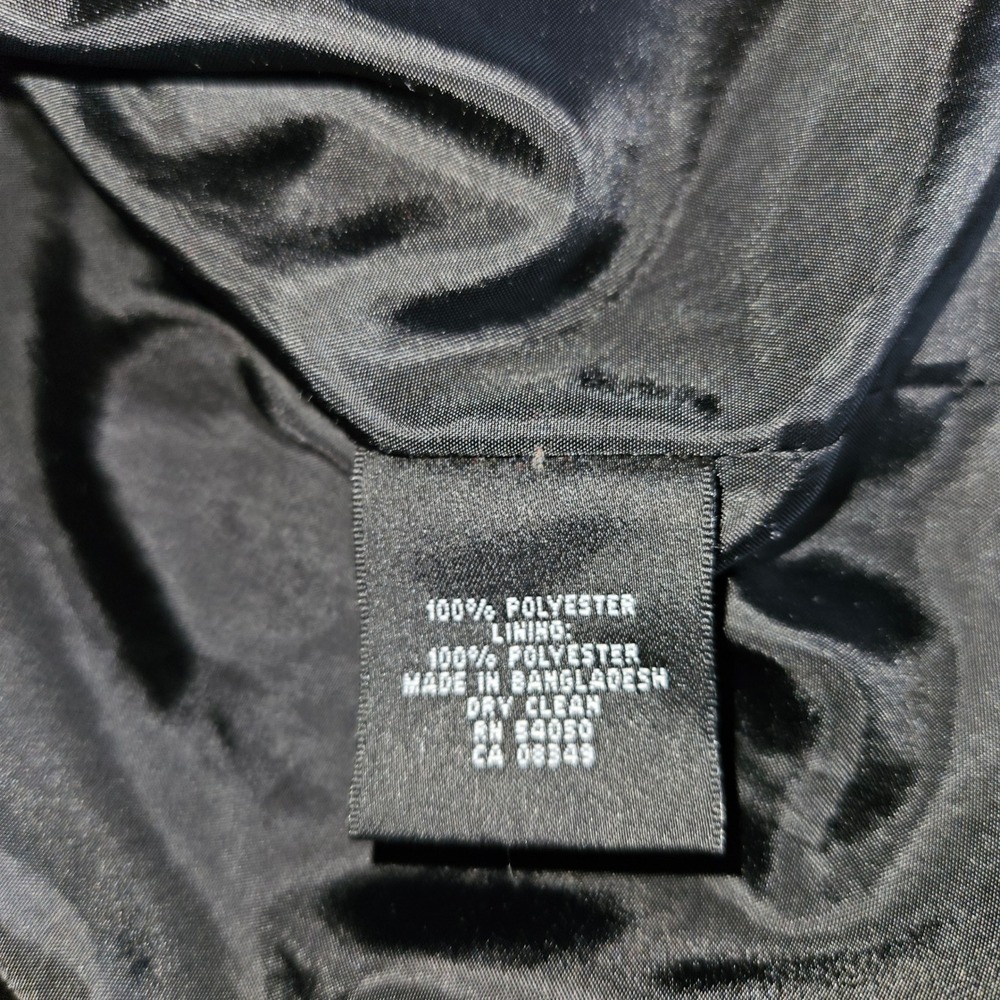 100% POLYESTER
LINING:
100% POLYESTER
MADE IN BANGLADESH
DRY CLEAN
RN 54050
CA 08349